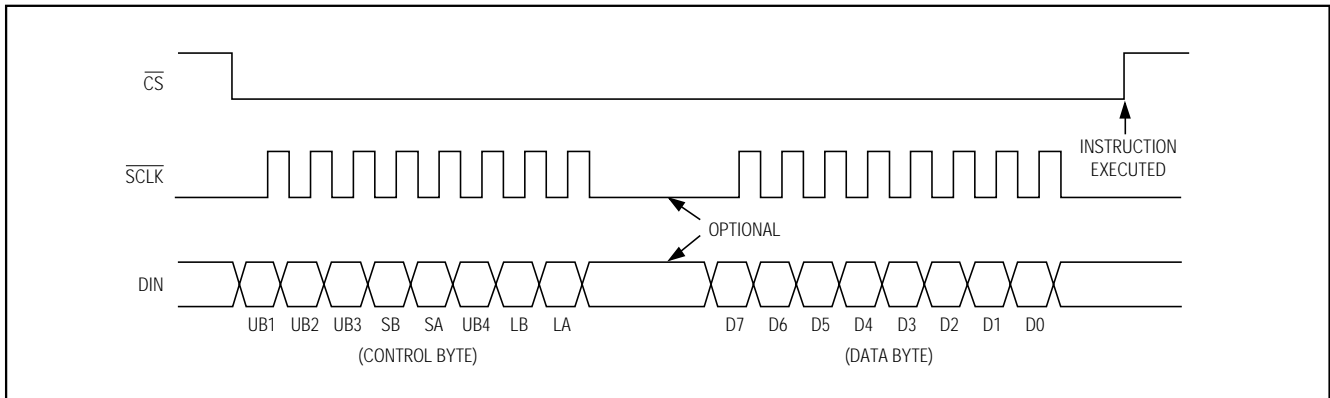 CS
INSTRUCTION
EXECUTED
SCLK
OPTIONAL
DIN
UB1 UB2 UB3 SB SA UB4 LB LA D7 D6 D5 D4 D3 D2 D1 D0
(CONTROL BYTE) (DATA BYTE)